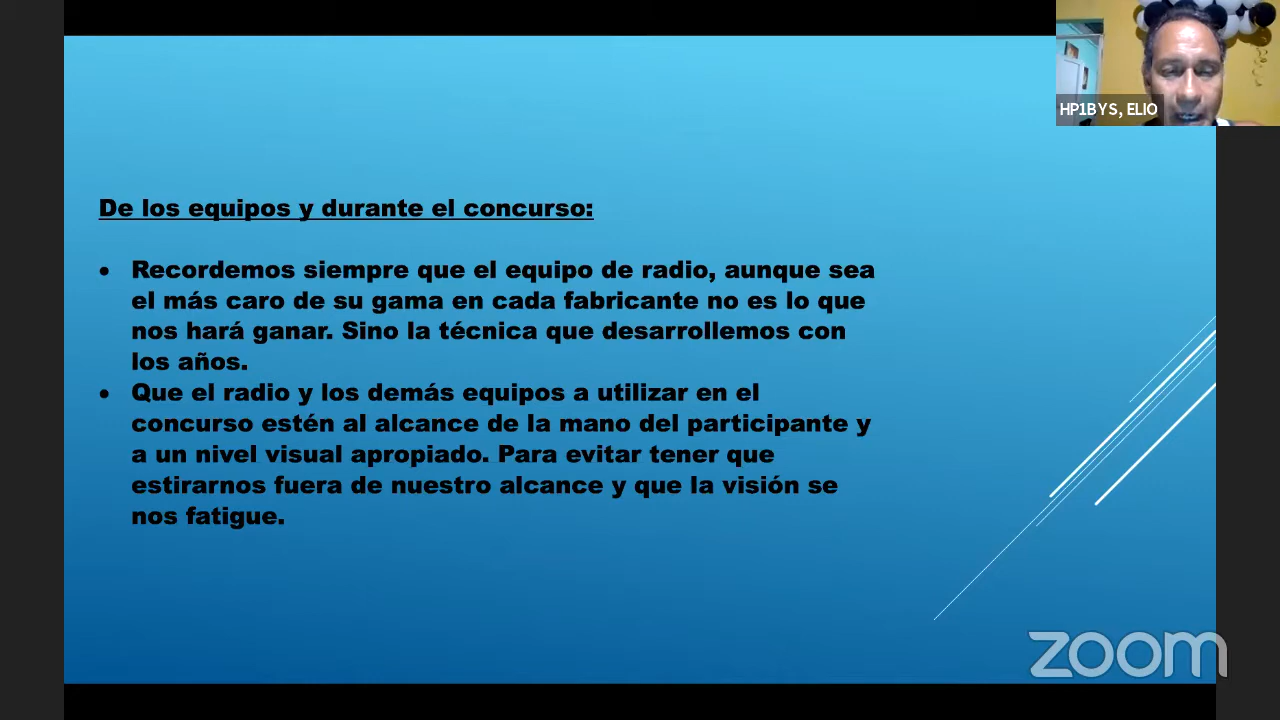 HP1BYS, ELIO
De los equipos y durante el concurso:
• Recordemos siempre que el equipo de radio, aunque sea
el más caro de su gama en cada fabricante no es lo que
nos hará ganar. Sino la técnica que desarrollemos con
los años.
• Que el radio y los demás equipos a utilizar en el
concurso estén al alcance de la mano del participante y
a un nivel visual apropiado. Para evitar tener que
estirarnos fuera de nuestro alcance y que la visión se
nos fatigue.
zoom